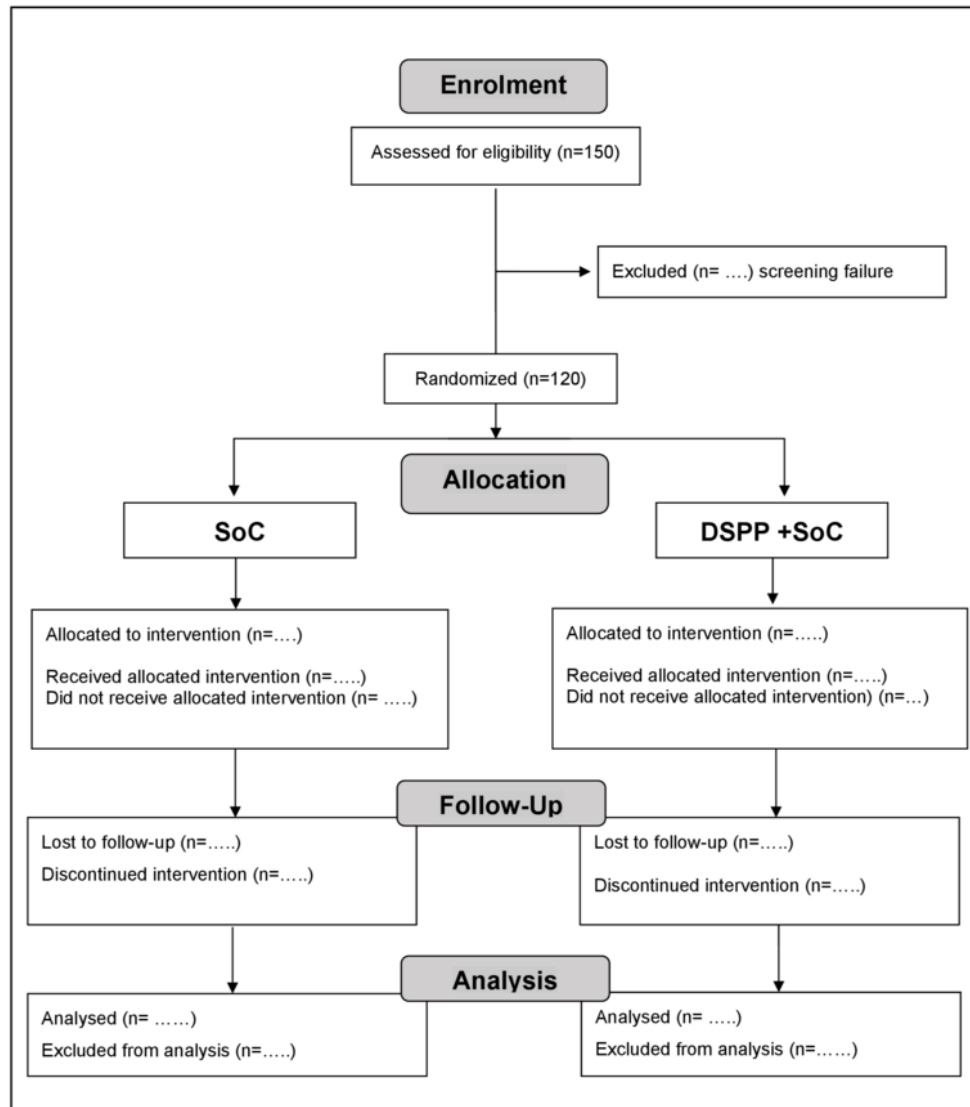 Enrolment
Assessed for eligibility (n=150)
Excluded (n= ….) screening failure
Randomized (n=120)
Allocation
SoC
DSPP +SoC
Allocated to intervention (n=….)
Received allocated intervention (n=…..)
Did not receive allocated intervention (n= …..)
Allocated to intervention (n=…..)
Received allocated intervention (n=…..)
Did not receive allocated intervention) (n=…)
Follow-Up
Lost to follow-up (n=…..)
Discontinued intervention (n=…..)
Lost to follow-up (n=…..)
Discontinued intervention (n=…..)
Analysis
Analysed (n= ……)
Excluded from analysis (n=…..)
Analysed (n= …..)
Excluded from analysis (n=……)